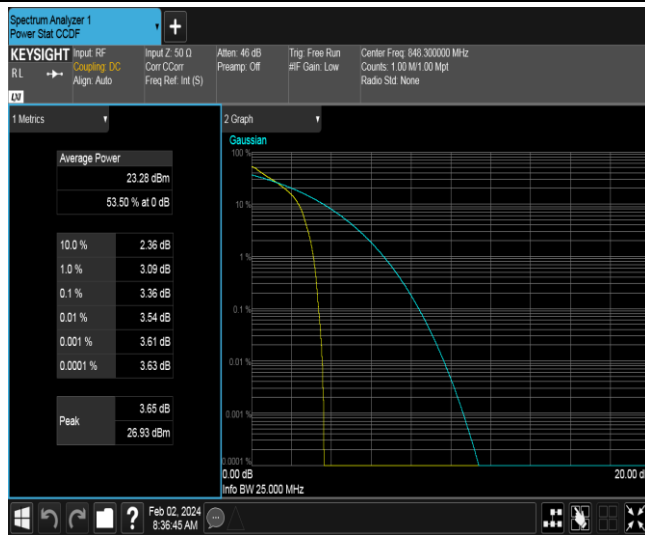 Spectrum Analyzer 1
Power Stat CCDF
+
KEYSIGHT
RL
Input: RF
Coupling: DC
Align: Auto
Input Z: 50 Ω
Corr CCorr
Freq Ref: Int (S)
Atten: 46 dB
Preamp: Off
Trig: Free Run
#IF Gain: Low
Center Freq: 848.300000 MHz
Counts: 1.00 M/1.00 Mpt
Radio Std: None
1 Metrics
Average Power
23.28 dBm
53.50 % at 0 dB
10.0 % 2.36 dB
1.0 % 3.09 dB
0.1 % 3.36 dB
0.01 % 3.54 dB
0.001 % 3.61 dB
0.0001 % 3.63 dB
Peak
3.65 dB
26.93 dBm
2 Graph
Gaussian
100 %
10 %
1 %
0.1 %
0.01 %
0.001 %
0.0001 %
0.00 dB
20.00 d
Info BW 25.000 MHz
?
Feb 02, 2024
8:36:45 AM